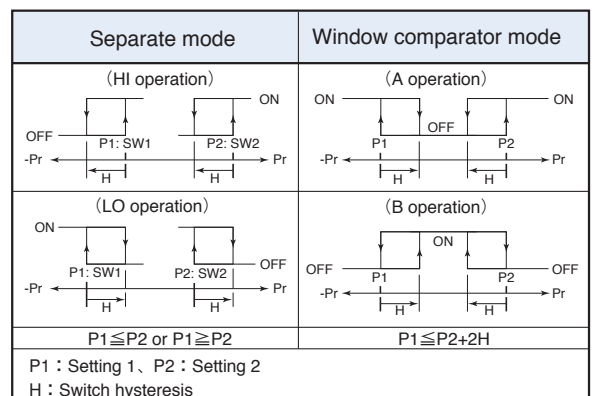 Separate mode
Window comparator mode
(HI operation)
ON
OFF
P1: SW1
P2: SW2
-Pr
Pr
H
H
(A operation)
ON
ON
OFF
P1
P2
-Pr
Pr
H
H
(LO operation)
ON
P1: SW1
P2: SW2
OFF
-Pr
Pr
H
H
(B operation)
ON
OFF
P1
P2
OFF
-Pr
Pr
H
H
P1≦P2 or P1≧P2
P1≦P2+2H
P1：Setting 1、P2：Setting 2
H：Switch hysteresis